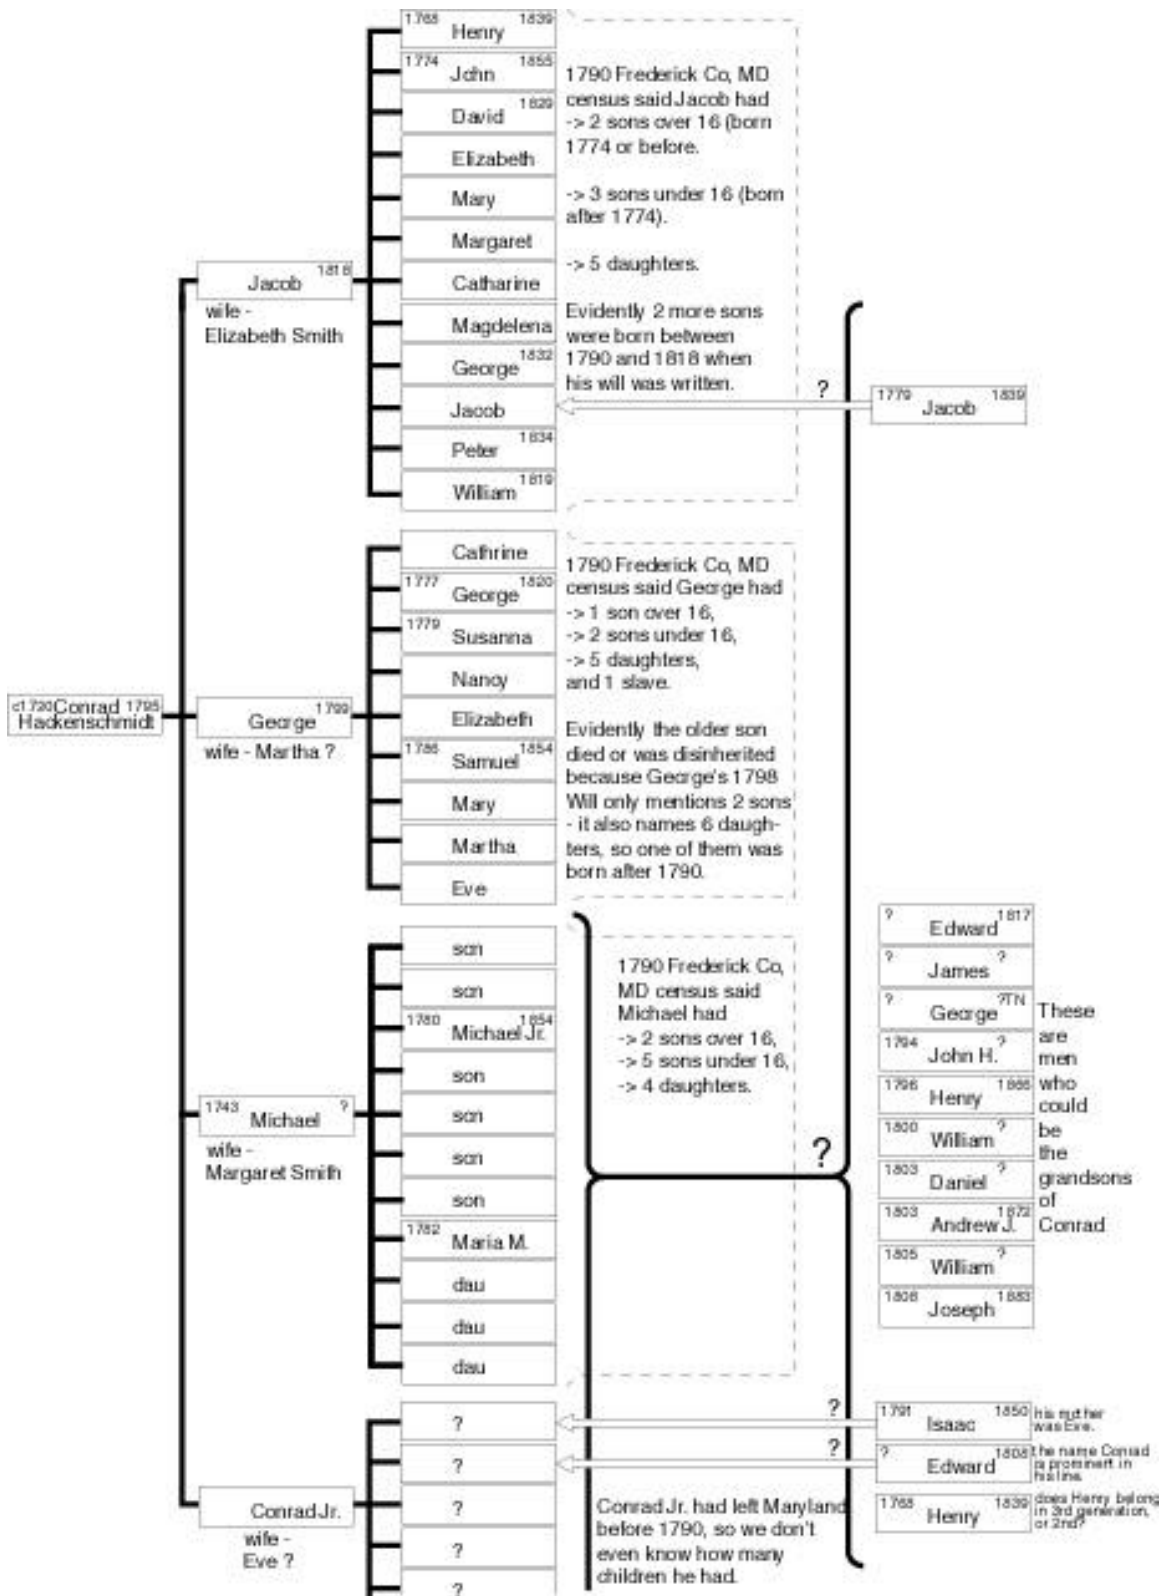 c1730 Conrad 1795
Hackenschmidt
Jacob 1818
wife -
Elizabeth Smith
1768 Henry 1839
1774 John 1855
David 1829
Elizabeth
Mary
Margaret
Catharine
Magdelena
George 1832
Jacob
Peter 1834
William 1819
1790 Frederick Co, MD
census said Jacob had
-> 2 sons over 16 (born
1774 or before.
-> 3 sons under 16 (born
after 1774).
-> 5 daughters.
Evidently 2 more sons
were born between
1790 and 1818 when
his will was written.
?
1779 Jacob 1839
George 1799
wife - Martha ?
Cathrine
1777 George 1820
1779 Susanna
Nancy
Elizabeth
1786 Samuel 1854
Mary
Martha
Eve
1790 Frederick Co, MD
census said George had
-> 1 son over 16,
-> 2 sons under 16,
-> 5 daughters,
and 1 slave.
Evidently the older son
died or was disinherited
because George's 1798
Will only mentions 2 sons
- it also names 6 daugh-
ters, so one of them was
born after 1790.
1743 Michael ?
wife -
Margaret Smith
son
son
1780 Michael Jr. 1854
son
son
son
son
1782 Maria M.
dau
dau
dau
1790 Frederick Co,
MD census said
Michael had
-> 2 sons over 16,
-> 5 sons under 16,
-> 4 daughters.
?
? Edward 1817
? James ?
? George ?TN
1794 John H. ?
1796 Henry 1866
1800 William ?
1803 Daniel ?
1803 Andrew J. 1872
1805 William ?
1808 Joseph 1883
These
are
men
who
could
be
the
grandsons
of
Conrad
Conrad Jr.
wife -
Eve ?
?
?
?
?
?
Conrad Jr. had left Maryland
before 1790, so we don't
even know how many
children he had.
?
1791 Isaac 1850
his mother
was Eve.
?
? Edward 1808
the name Conrad
is prominent in
his line.
1768 Henry 1839
does Henry belong
in 3rd generation,
or 2nd?